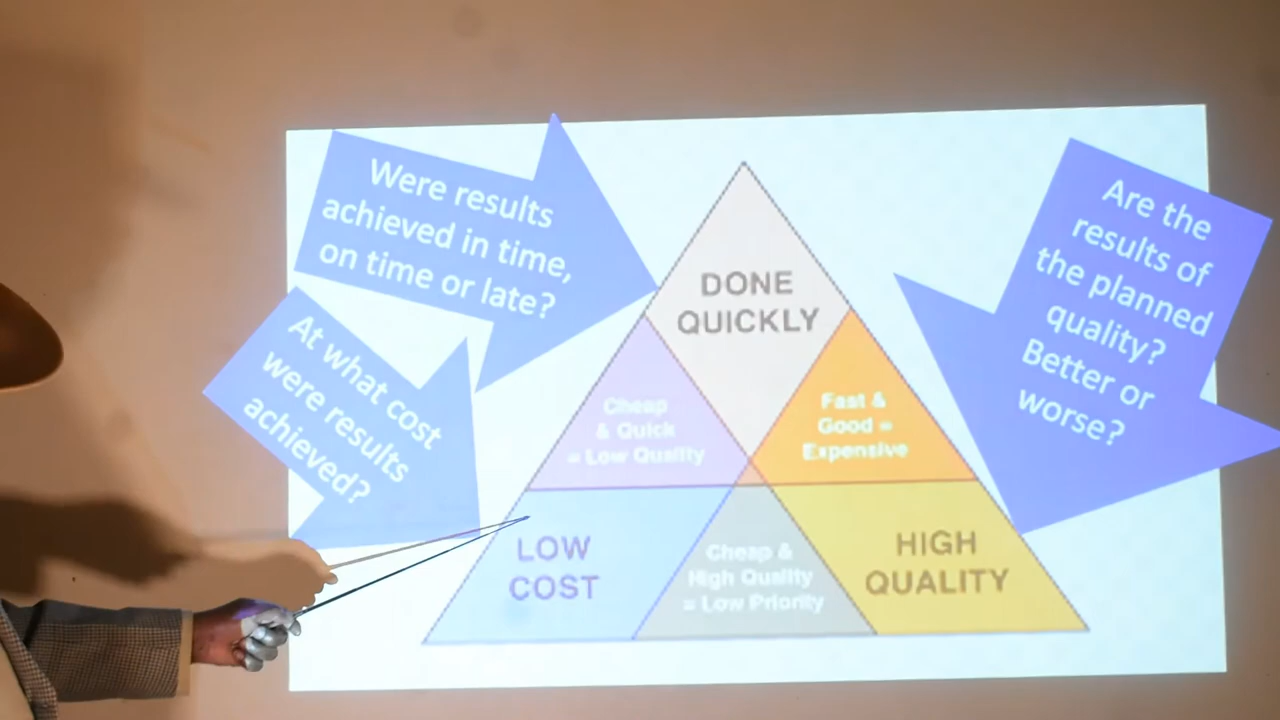 Were results
achieved in time,
on time or late?
At what cost
were results
achieved?
DONE
QUICKLY
Cheap
& Quick
= Low Quality
Fast &
Good =
Expensive
LOW
COST
Cheap &
High Quality
= Low Priority
HIGH
QUALITY
Are the
results of
the planned
quality?
Better or
worse?